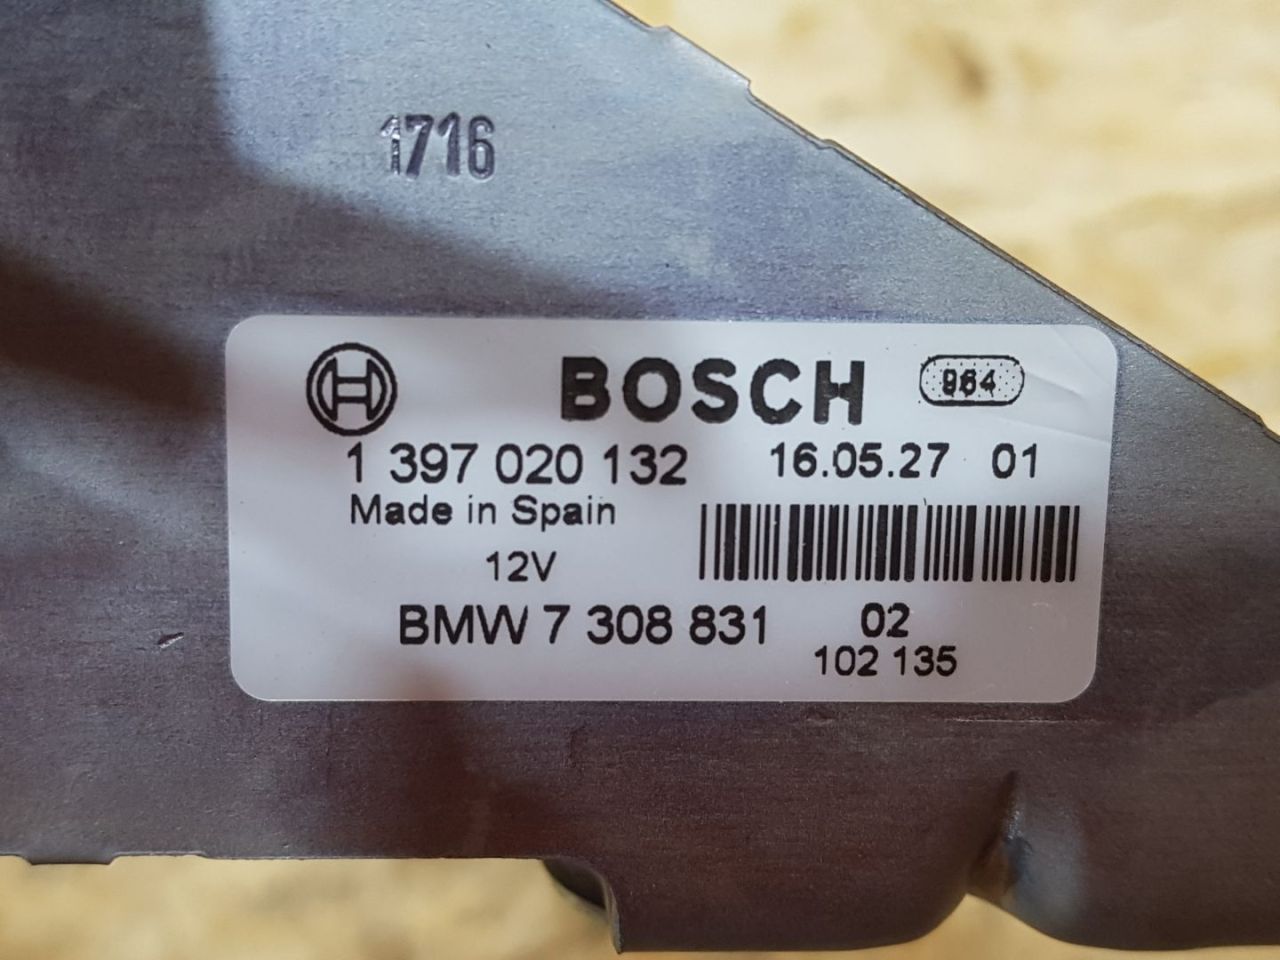 1716
BOSCH 964
1 397 020 132 16.05.27 01
Made in Spain
12V
BMW 7 308 831 02
102 135